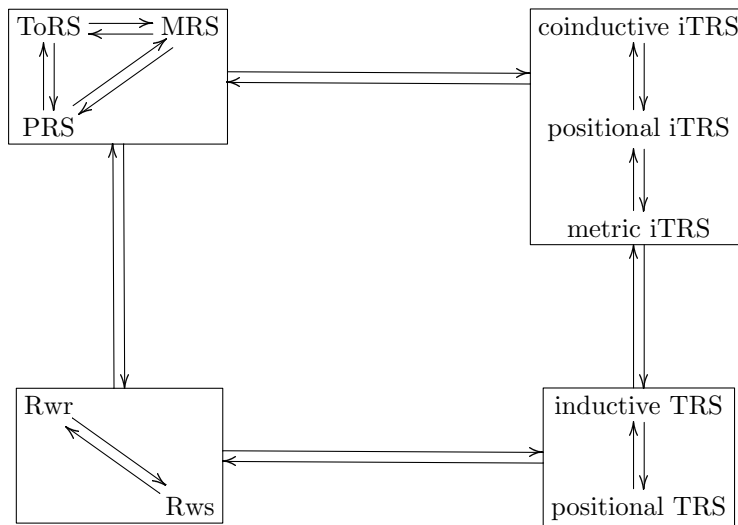 ToRS MRS
PRS
coinductive iTRS
positional iTRS
metric iTRS
Rwr
Rws
inductive TRS
positional TRS